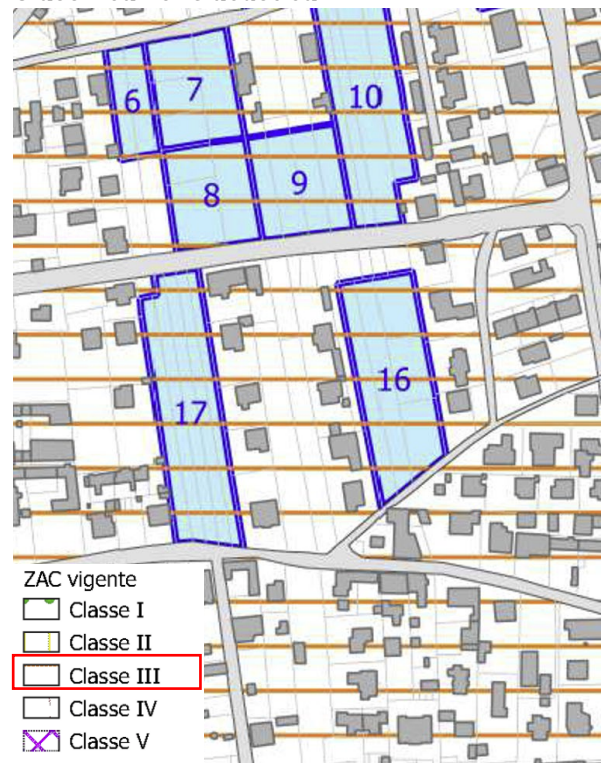 6
7
10
8
9
16
17
ZAC vigente
Classe I
Classe II
Classe III
Classe IV
Classe V